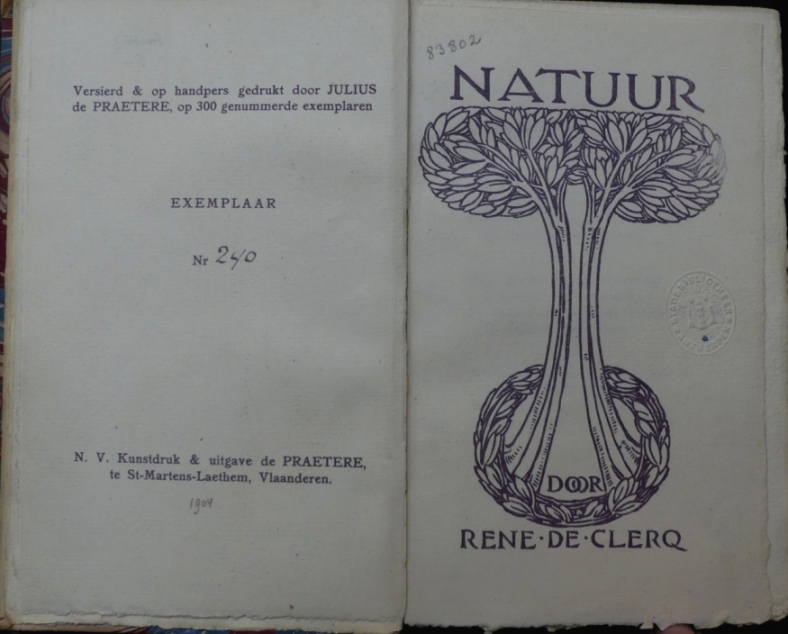 Versierd & op handpers gedrukt door JULIUS
de PRAETERE, op 300 genummerde exemplaren
EXEMPLAAR
Nr 240
N. V. Kunstdruk & uitgave de PRAETERE,
te St-Martens-Laethem, Vlaanderen.
1904
83802
NATUUR
DOOR
RENE·DE·CLERQ